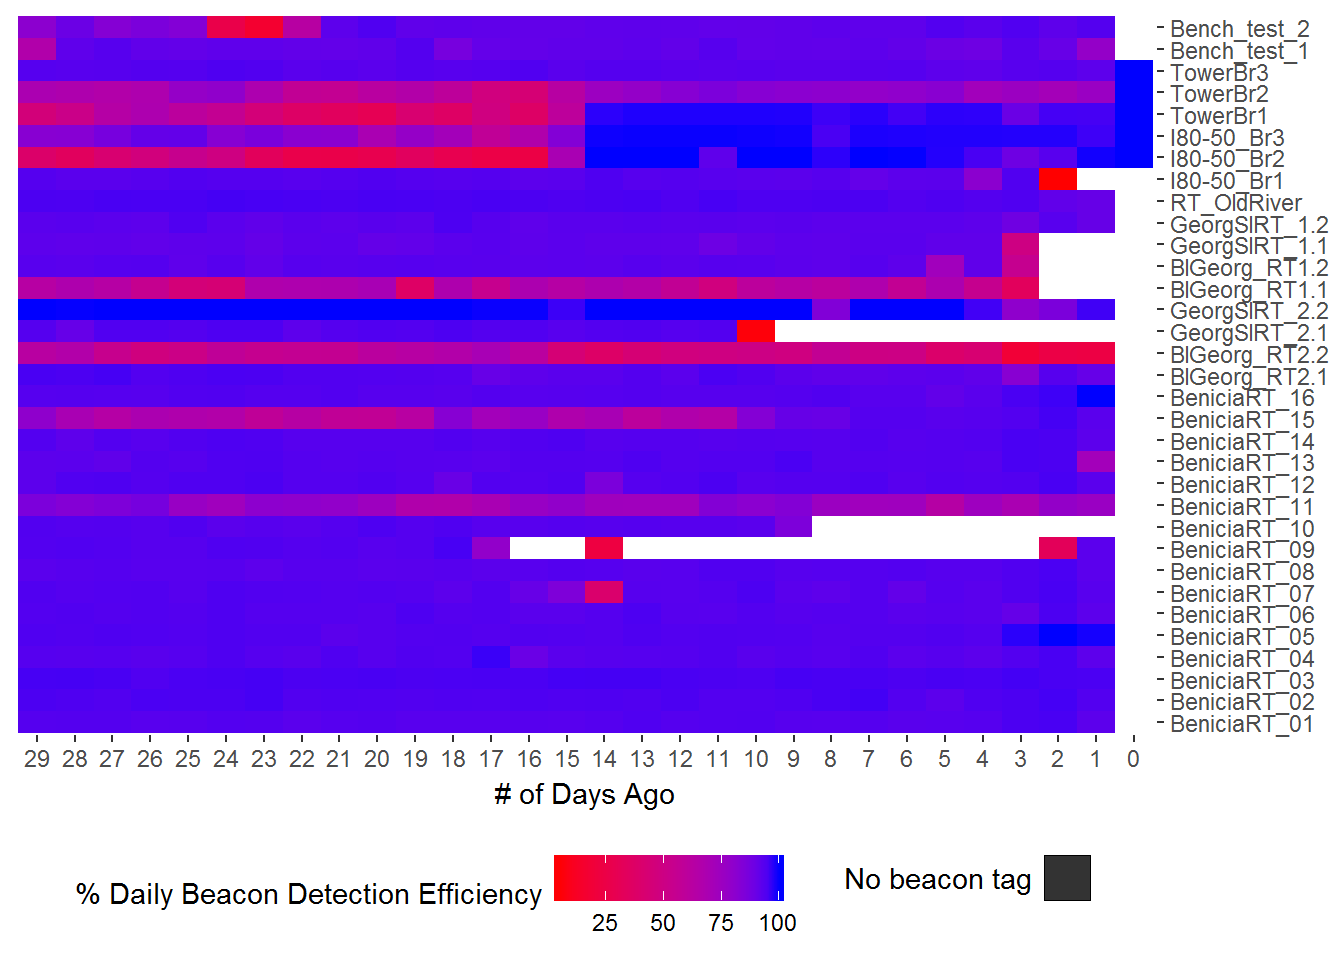 Bench_test_2
Bench_test_1
TowerBr3
TowerBr2
TowerBr1
I80-50_Br3
I80-50_Br2
I80-50_Br1
RT_OldRiver
GeorgSlRT_1.2
GeorgSlRT_1.1
BlGeorg_RT1.2
BlGeorg_RT1.1
GeorgSlRT_2.2
GeorgSlRT_2.1
BlGeorg_RT2.2
BlGeorg_RT2.1
BeniciaRT_16
BeniciaRT_15
BeniciaRT_14
BeniciaRT_13
BeniciaRT_12
BeniciaRT_11
BeniciaRT_10
BeniciaRT_09
BeniciaRT_08
BeniciaRT_07
BeniciaRT_06
BeniciaRT_05
BeniciaRT_04
BeniciaRT_03
BeniciaRT_02
BeniciaRT_01
29 28 27 26 25 24 23 22 21 20 19 18 17 16 15 14 13 12 11 10 9 8 7 6 5 4 3 2 1 0
# of Days Ago
% Daily Beacon Detection Efficiency
25 50 75 100
No beacon tag